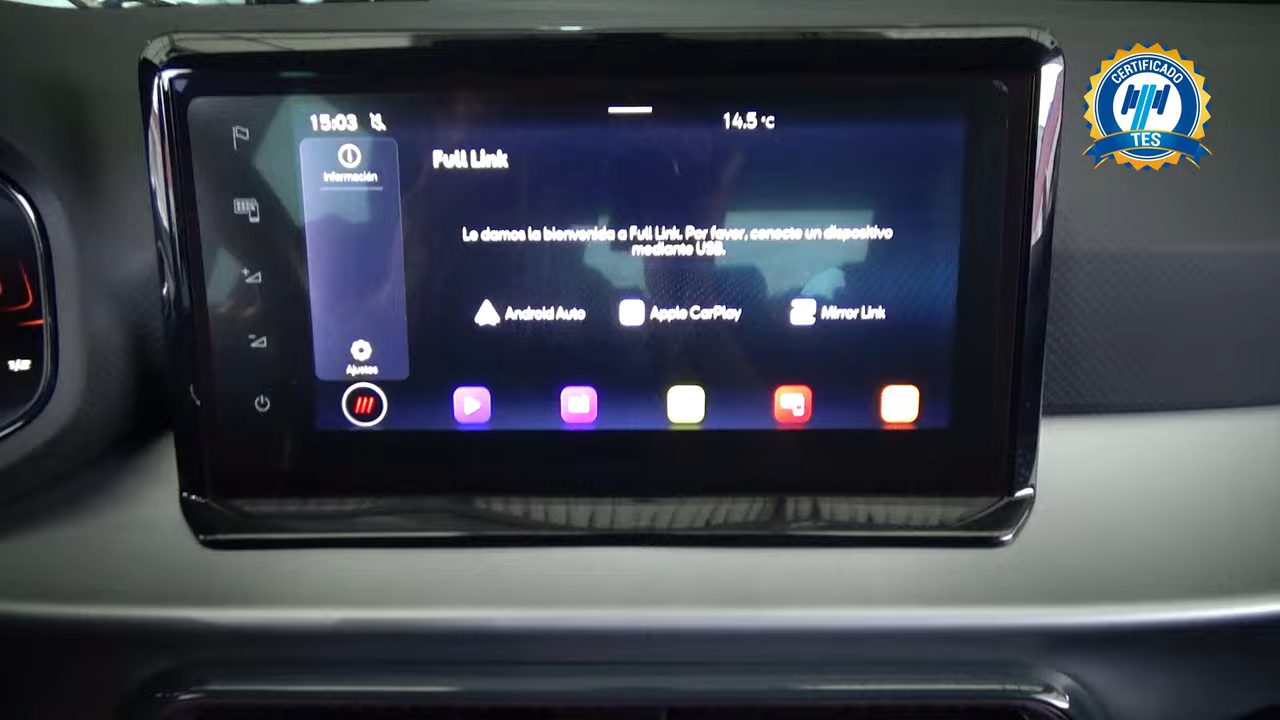 15:03
14.5 °C
CERTIFICADO
TES
Información
Full Link
Le damos la bienvenida a Full Link. Por favor, conecte un dispositivo
mediante USB.
Android Auto
Apple CarPlay
Mirror Link
Ajustes